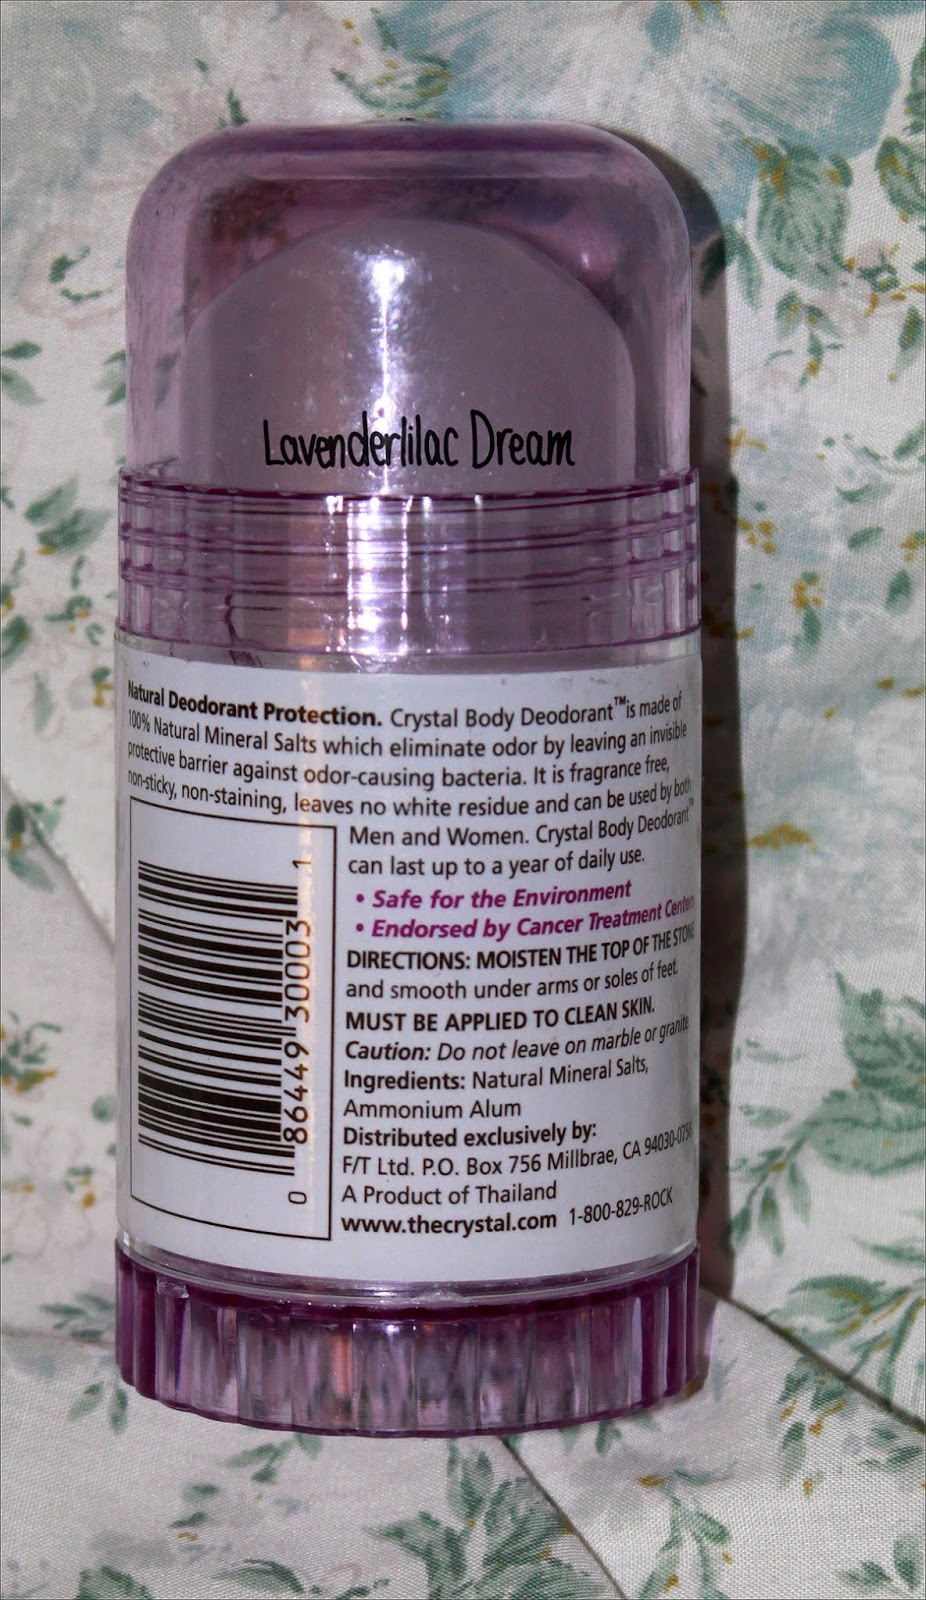 Lavenderlilac Dream
Natural Deodorant Protection. Crystal Body Deodorant™ is made of
100% Natural Mineral Salts which eliminate odor by leaving an invisible
protective barrier against odor-causing bacteria. It is fragrance free,
non-sticky, non-staining, leaves no white residue and can be used by both
Men and Women. Crystal Body Deodorant™
can last up to a year of daily use.
• Safe for the Environment
• Endorsed by Cancer Treatment Centers
DIRECTIONS: MOISTEN THE TOP OF THE STONE
and smooth under arms or soles of feet.
MUST BE APPLIED TO CLEAN SKIN.
Caution: Do not leave on marble or granite
Ingredients: Natural Mineral Salts,
Ammonium Alum
Distributed exclusively by:
F/T Ltd. P.O. Box 756 Millbrae, CA 94030-0756
A Product of Thailand
www.thecrystal.com 1-800-829-ROCK
0 86449 30003 1